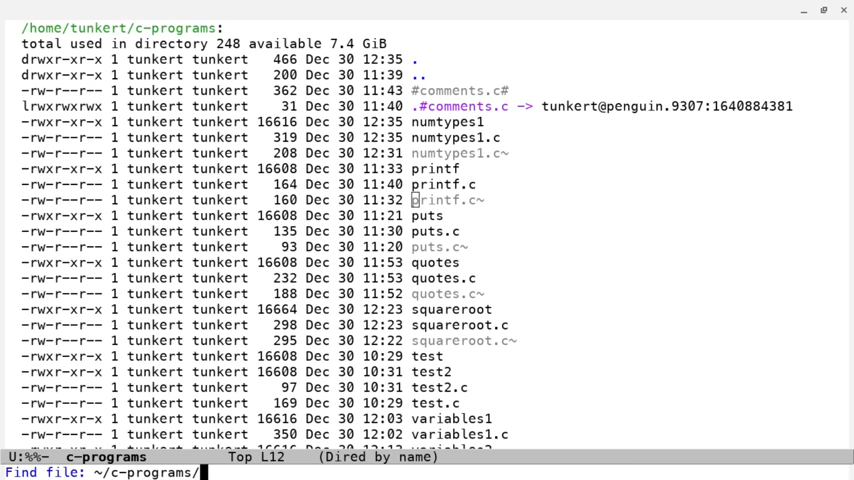 /home/tunkert/c-programs:
total used in directory 248 available 7.4 GiB
drwxr-xr-x 1 tunkert tunkert   466 Dec 30 12:35 .
drwxr-xr-x 1 tunkert tunkert   200 Dec 30 11:39 ..
-rw-r--r-- 1 tunkert tunkert   362 Dec 30 11:43 #comments.c#
lrwxrwxrwx 1 tunkert tunkert    31 Dec 30 11:40 .#comments.c -> tunkert@penguin.9307:1640884381
-rwxr-xr-x 1 tunkert tunkert 16616 Dec 30 12:35 numtypes1
-rw-r--r-- 1 tunkert tunkert   319 Dec 30 12:35 numtypes1.c
-rw-r--r-- 1 tunkert tunkert   208 Dec 30 12:31 numtypes1.c~
-rwxr-xr-x 1 tunkert tunkert 16608 Dec 30 11:33 printf
-rw-r--r-- 1 tunkert tunkert   164 Dec 30 11:40 printf.c
-rw-r--r-- 1 tunkert tunkert   160 Dec 30 11:32 printf.c~
-rwxr-xr-x 1 tunkert tunkert 16608 Dec 30 11:21 puts
-rw-r--r-- 1 tunkert tunkert   135 Dec 30 11:30 puts.c
-rw-r--r-- 1 tunkert tunkert    93 Dec 30 11:20 puts.c~
-rwxr-xr-x 1 tunkert tunkert 16608 Dec 30 11:53 quotes
-rw-r--r-- 1 tunkert tunkert   232 Dec 30 11:53 quotes.c
-rw-r--r-- 1 tunkert tunkert   188 Dec 30 11:52 quotes.c~
-rwxr-xr-x 1 tunkert tunkert 16664 Dec 30 12:23 squareroot
-rw-r--r-- 1 tunkert tunkert   298 Dec 30 12:23 squareroot.c
-rw-r--r-- 1 tunkert tunkert   295 Dec 30 12:22 squareroot.c~
-rwxr-xr-x 1 tunkert tunkert 16608 Dec 30 10:29 test
-rwxr-xr-x 1 tunkert tunkert 16608 Dec 30 10:31 test2
-rw-r--r-- 1 tunkert tunkert    97 Dec 30 10:31 test2.c
-rw-r--r-- 1 tunkert tunkert   169 Dec 30 10:29 test.c
-rwxr-xr-x 1 tunkert tunkert 16616 Dec 30 12:03 variables1
-rw-r--r-- 1 tunkert tunkert   350 Dec 30 12:02 variables1.c
U:%%-  c-programs          Top L12    (Dired by name)
Find file: ~/c-programs/